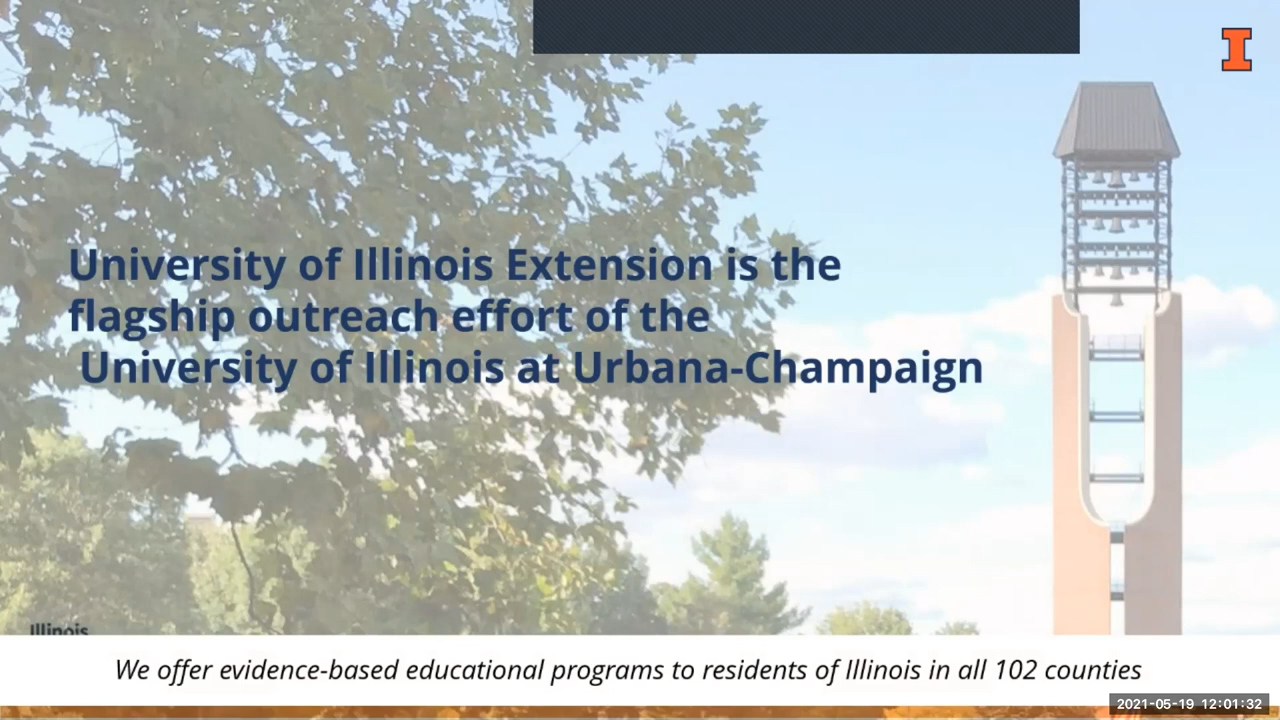 University of Illinois Extension is the
flagship outreach effort of the
University of Illinois at Urbana-Champaign
Illinois
We offer evidence-based educational programs to residents of Illinois in all 102 counties
2021-05-19 12:01:32